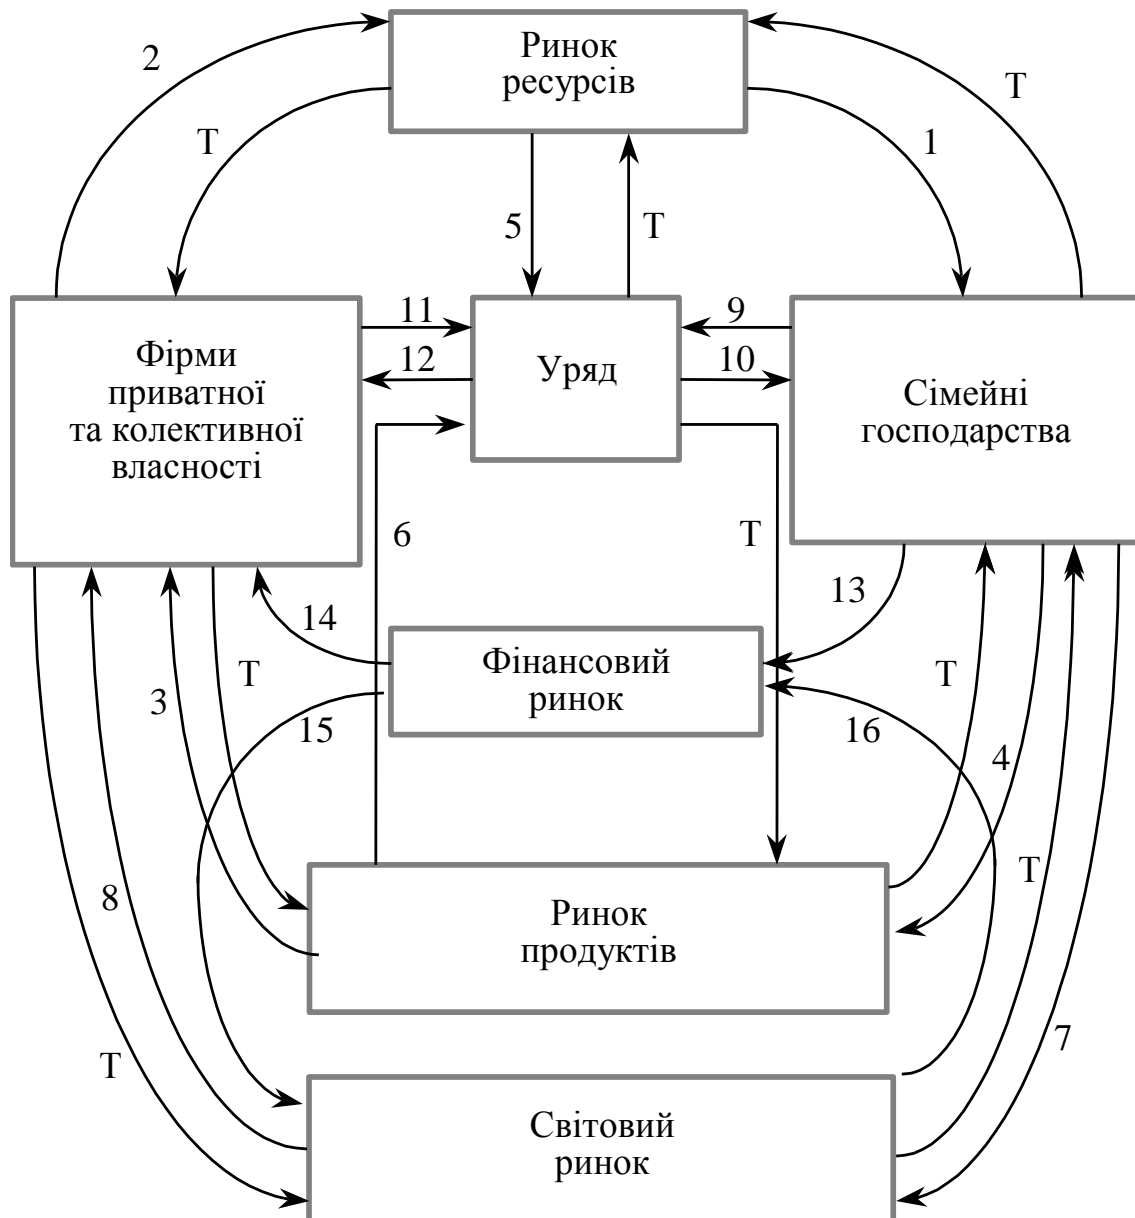 Ринок
ресурсів
2
Т
Т
1
5
Т
Фірми
приватної
та колективної
власності
11
12
Уряд
9
10
Сімейні
господарства
6
Т
14
13
Фінансовий
ринок
Т
3
15
16
Т
4
8
Т
Ринок
продуктів
Т
7
Світовий
ринок